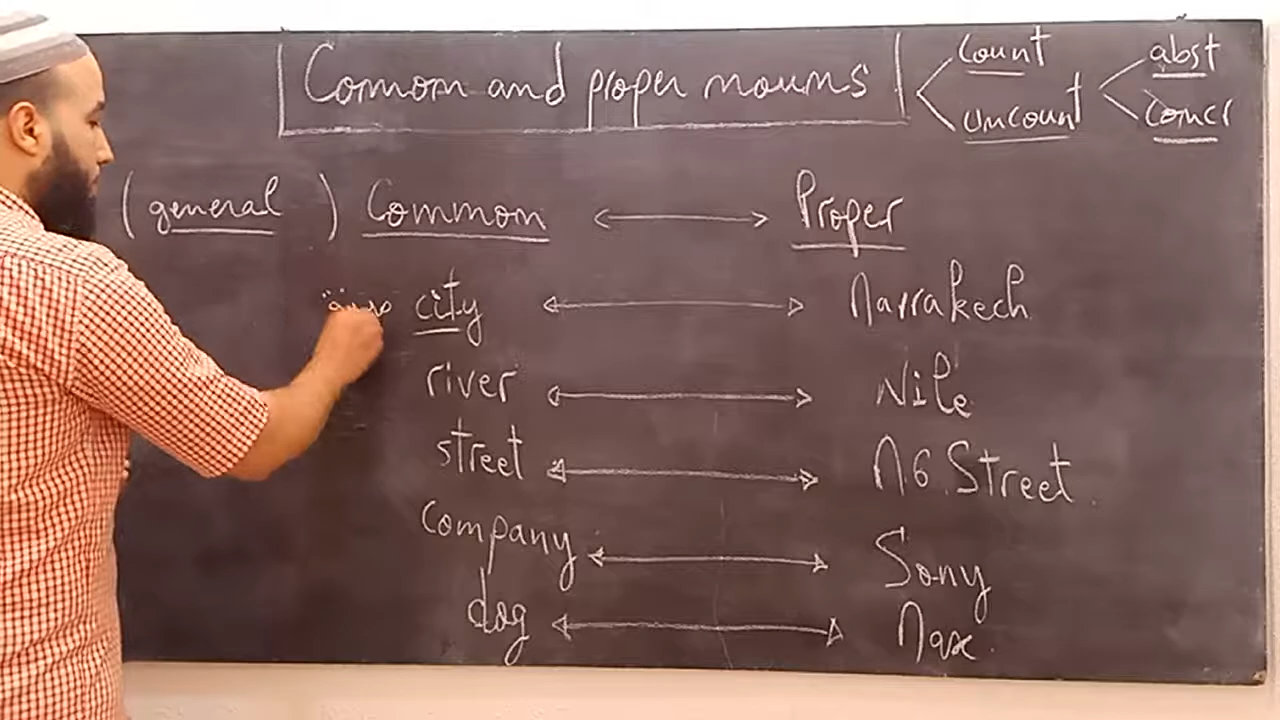 Common and proper nouns count abst
uncount concr
(general) Common Proper
مدينة city Marrakech
river Nile
street M6 Street.
company Sony
dog Max.